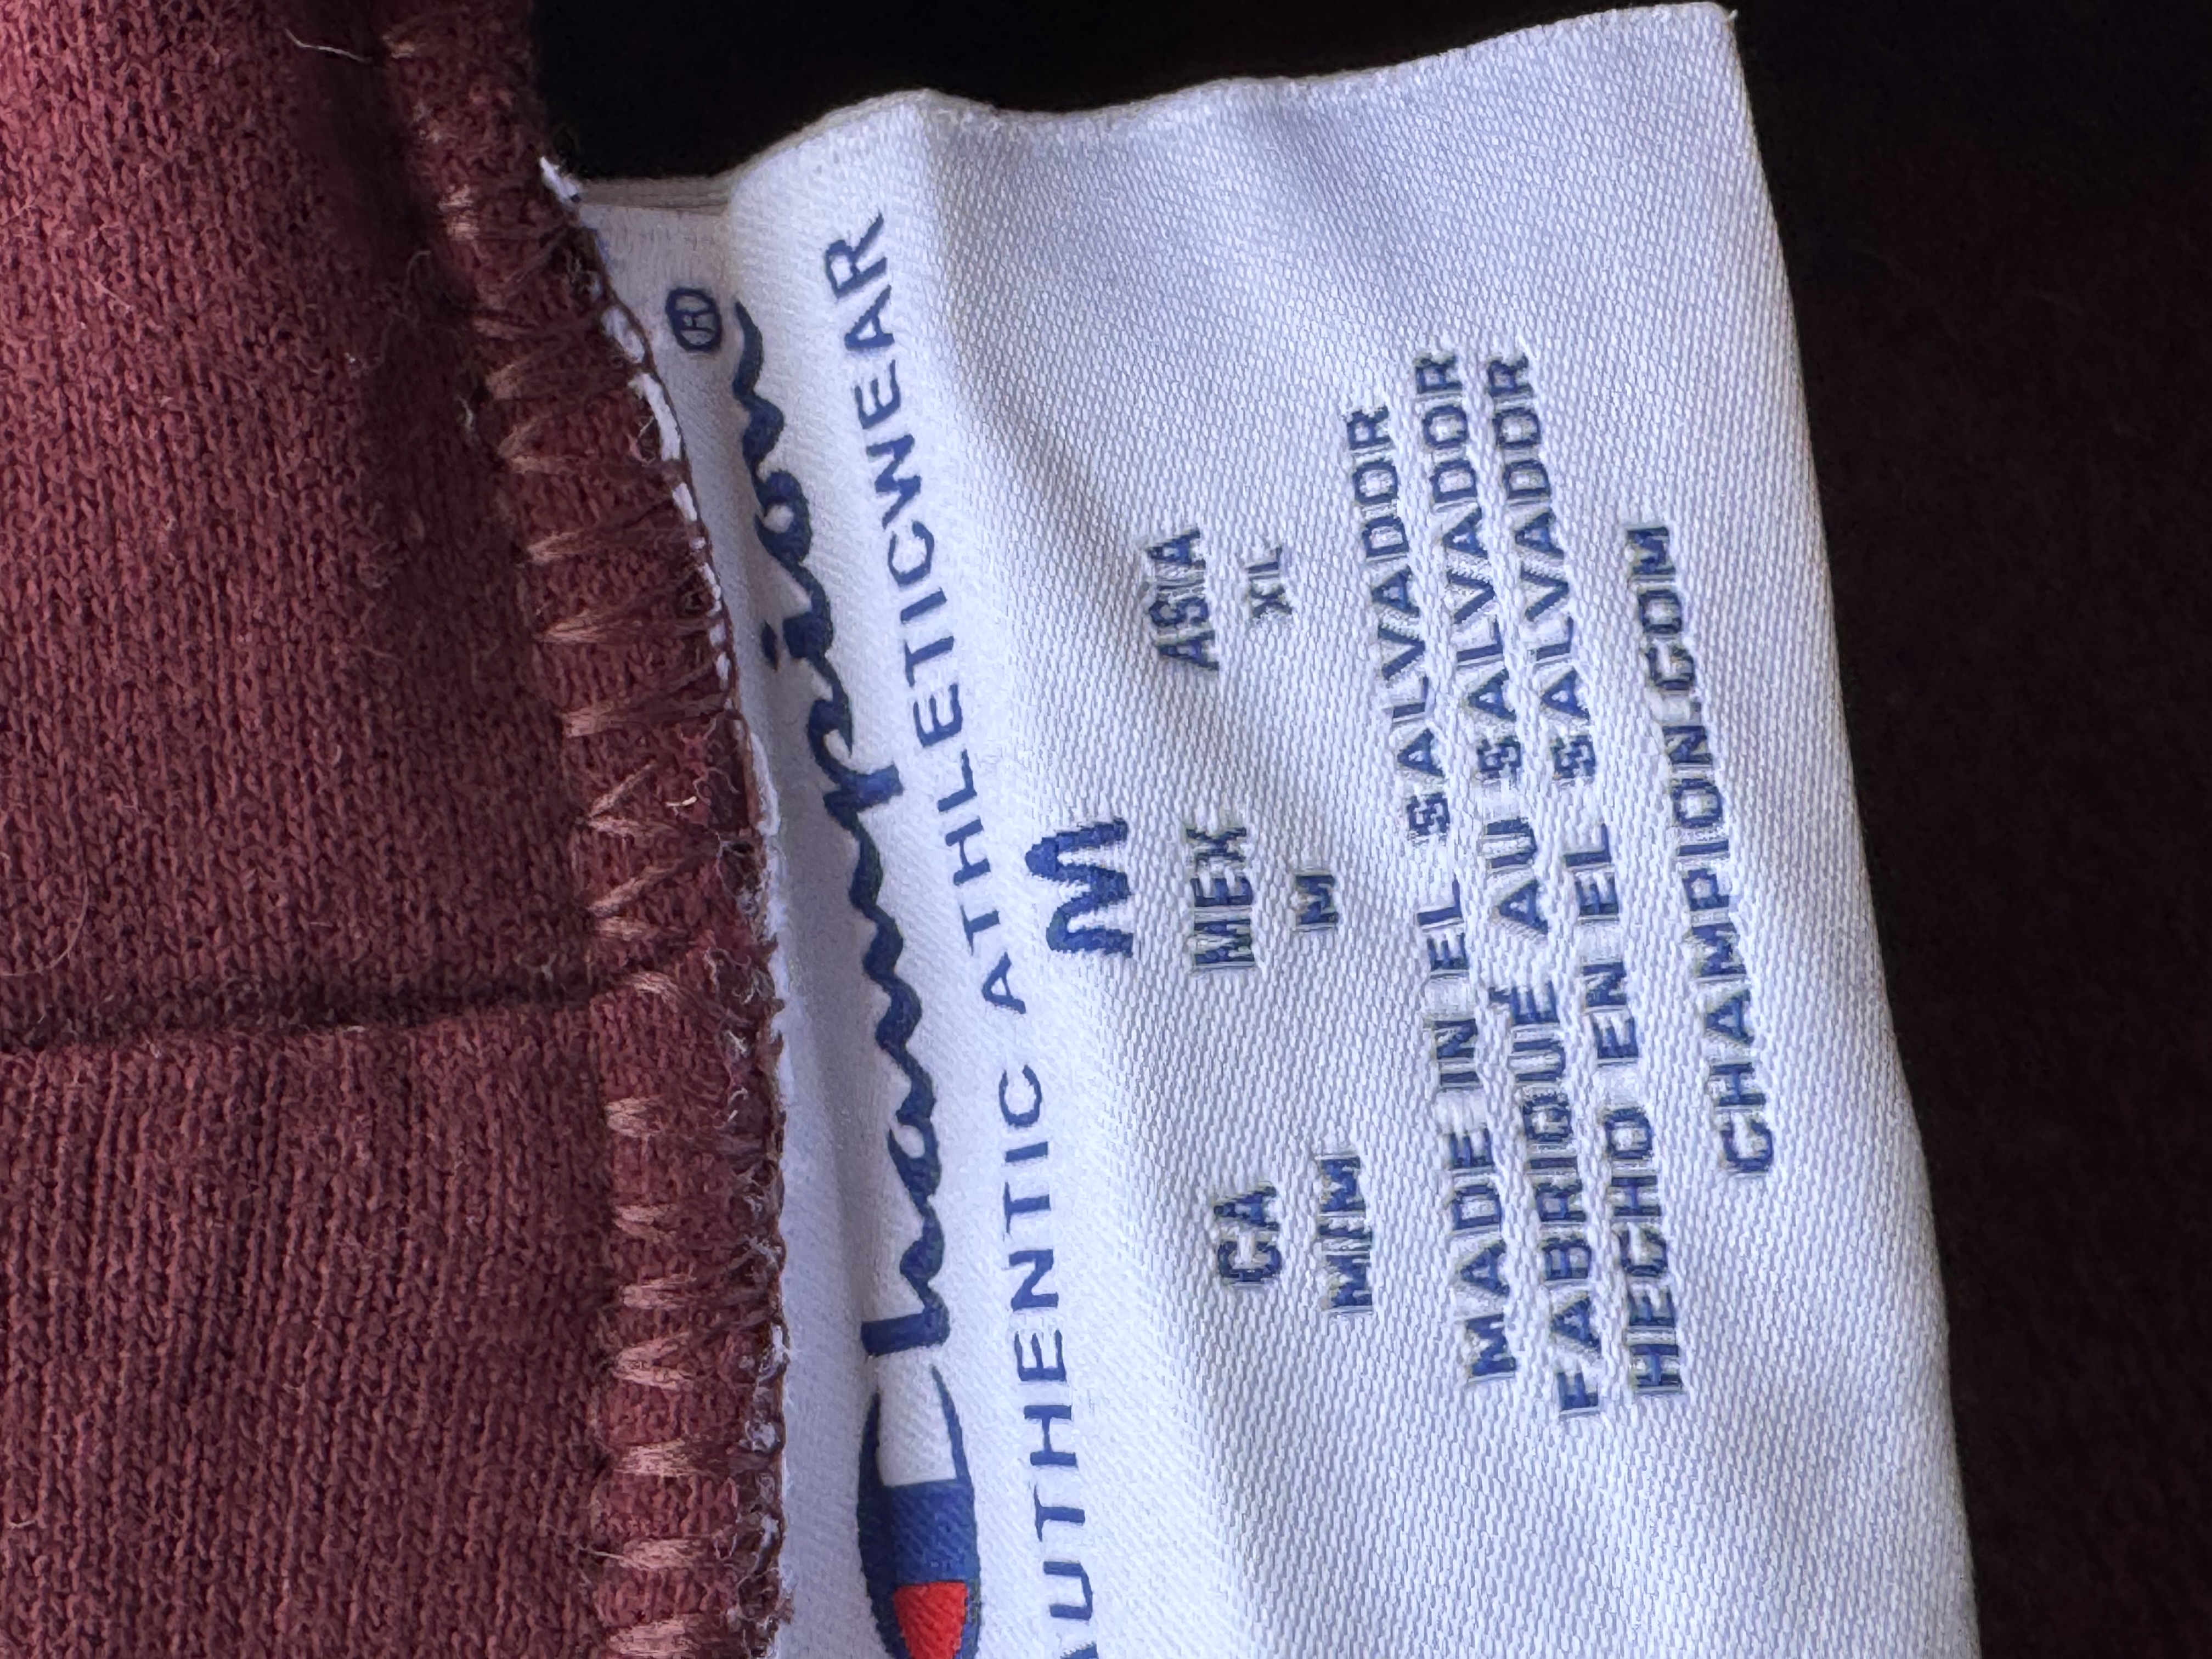 Champion®
AUTHENTIC ATHLETICWEAR
M
CA MEX ASIA
M/M M XL
MADE IN EL SALVADOR
FABRIQUÉ AU SALVADOR
HECHO EN EL SALVADOR
CHAMPION.COM